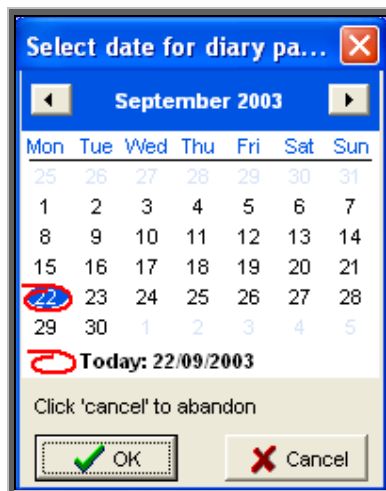 Select date for diary pa...
September 2003
Mon Tue Wed Thu Fri Sat Sun
25 26 27 28 29 30 31
1 2 3 4 5 6 7
8 9 10 11 12 13 14
15 16 17 18 19 20 21
22 23 24 25 26 27 28
29 30 1 2 3 4 5
Today: 22/09/2003
Click 'cancel' to abandon
OK Cancel